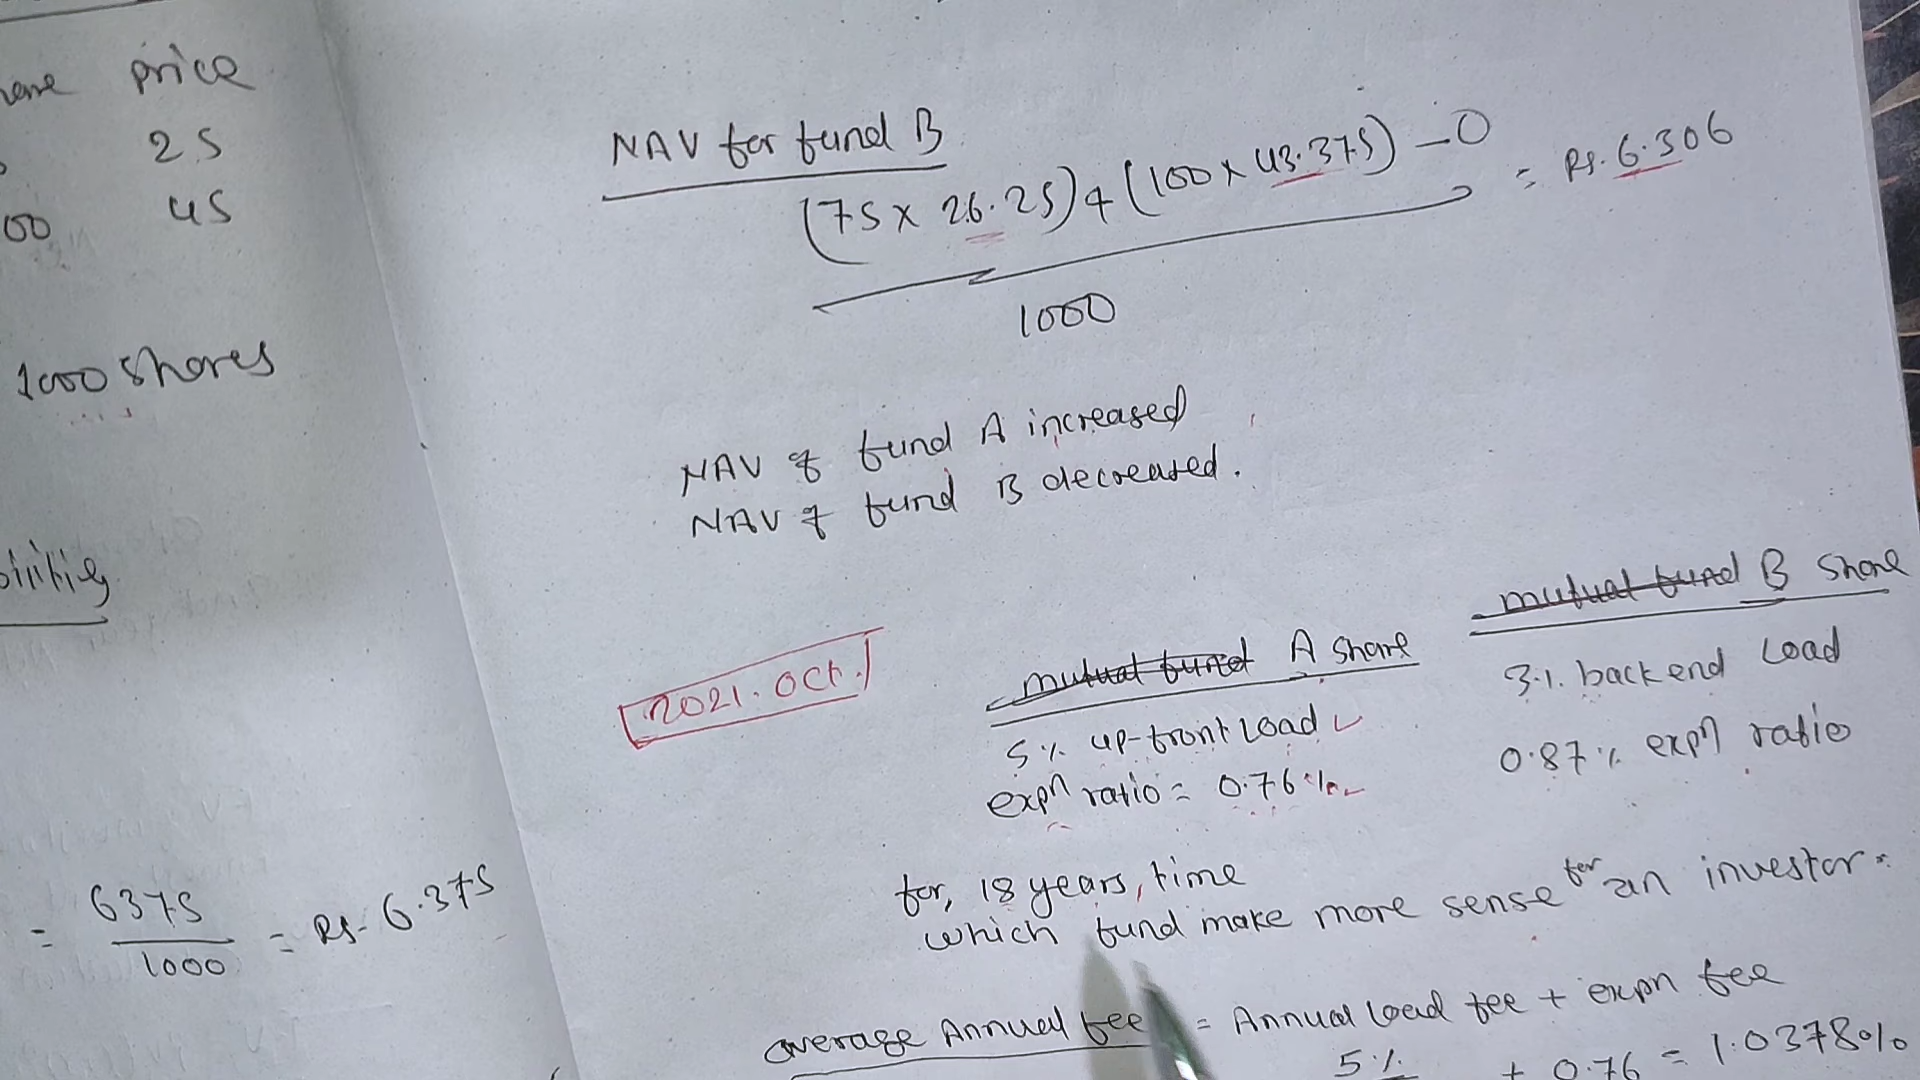 price
25
00 45
1000 shares
= 6375 / 1000 = Rs. 6.375
NAV for fund B
(75 x 26.25) + (100 x 43.375) - 0 = Rs. 6.306
1000
NAV of fund A increased
NAV of fund B decreased.
2021. Oct.
mutual fund A share
5% up-front load ✓
expn ratio = 0.76%
mutual fund B share
3% back end load
0.87% expn ratio
for, 18 years, time
which fund make more sense for an investor.
average Annual fee = Annual load fee + expn fee
5% + 0.76 = 1.0378%